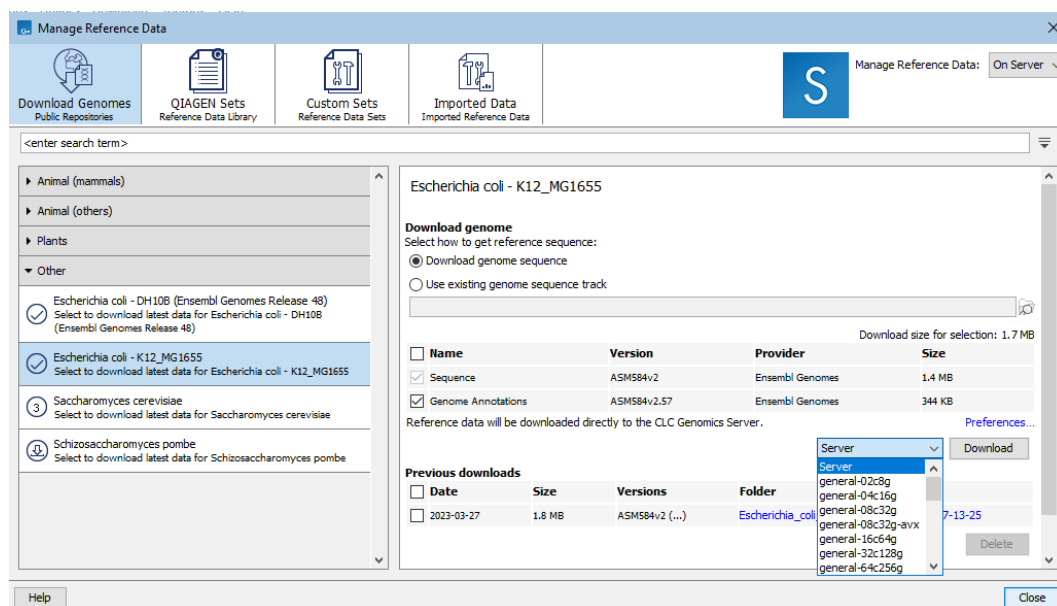 Manage Reference Data
Download Genomes
Public Repositories
QIAGEN Sets
Reference Data Library
Custom Sets
Reference Data Sets
Imported Data
Imported Reference Data
S
Manage Reference Data: On Server
<enter search term>
Animal (mammals)
Animal (others)
Plants
Other
Escherichia coli - DH10B (Ensembl Genomes Release 48)
Select to download latest data for Escherichia coli - DH10B
(Ensembl Genomes Release 48)
Escherichia coli - K12_MG1655
Select to download latest data for Escherichia coli - K12_MG1655
3
Saccharomyces cerevisiae
Select to download latest data for Saccharomyces cerevisiae
Schizosaccharomyces pombe
Select to download latest data for Schizosaccharomyces pombe
Escherichia coli - K12_MG1655
Download genome
Select how to get reference sequence:
Download genome sequence
Use existing genome sequence track
Download size for selection: 1.7 MB
Name Version Provider Size
Sequence ASM584v2 Ensembl Genomes 1.4 MB
Genome Annotations ASM584v2.57 Ensembl Genomes 344 KB
Reference data will be downloaded directly to the CLC Genomics Server. Preferences...
Server Download
Server
general-02c8g
general-04c16g
general-08c32g
general-08c32g-avx
general-16c64g
general-32c128g
general-64c256g
Previous downloads
Date Size Versions Folder
2023-03-27 1.8 MB ASM584v2 (...) Escherichia_coli 7-13-25
Delete
Help Close